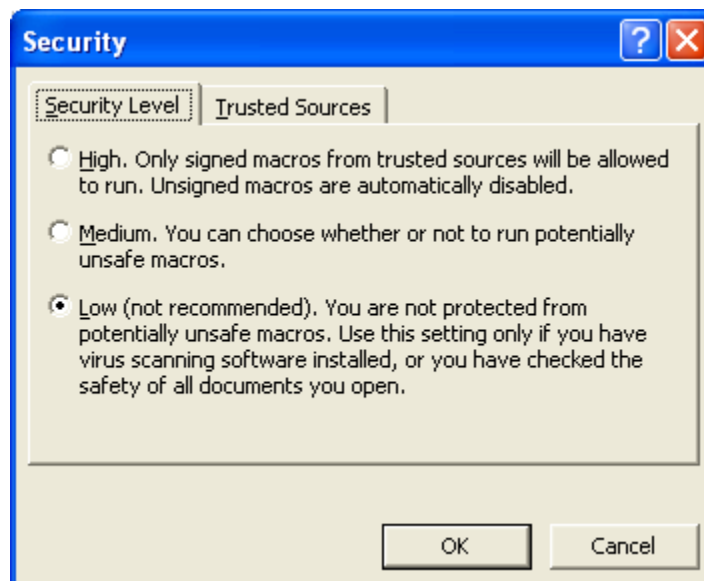 Security
Security Level
Trusted Sources
High. Only signed macros from trusted sources will be allowed
to run. Unsigned macros are automatically disabled.
Medium. You can choose whether or not to run potentially
unsafe macros.
Low (not recommended). You are not protected from
potentially unsafe macros. Use this setting only if you have
virus scanning software installed, or you have checked the
safety of all documents you open.
OK
Cancel